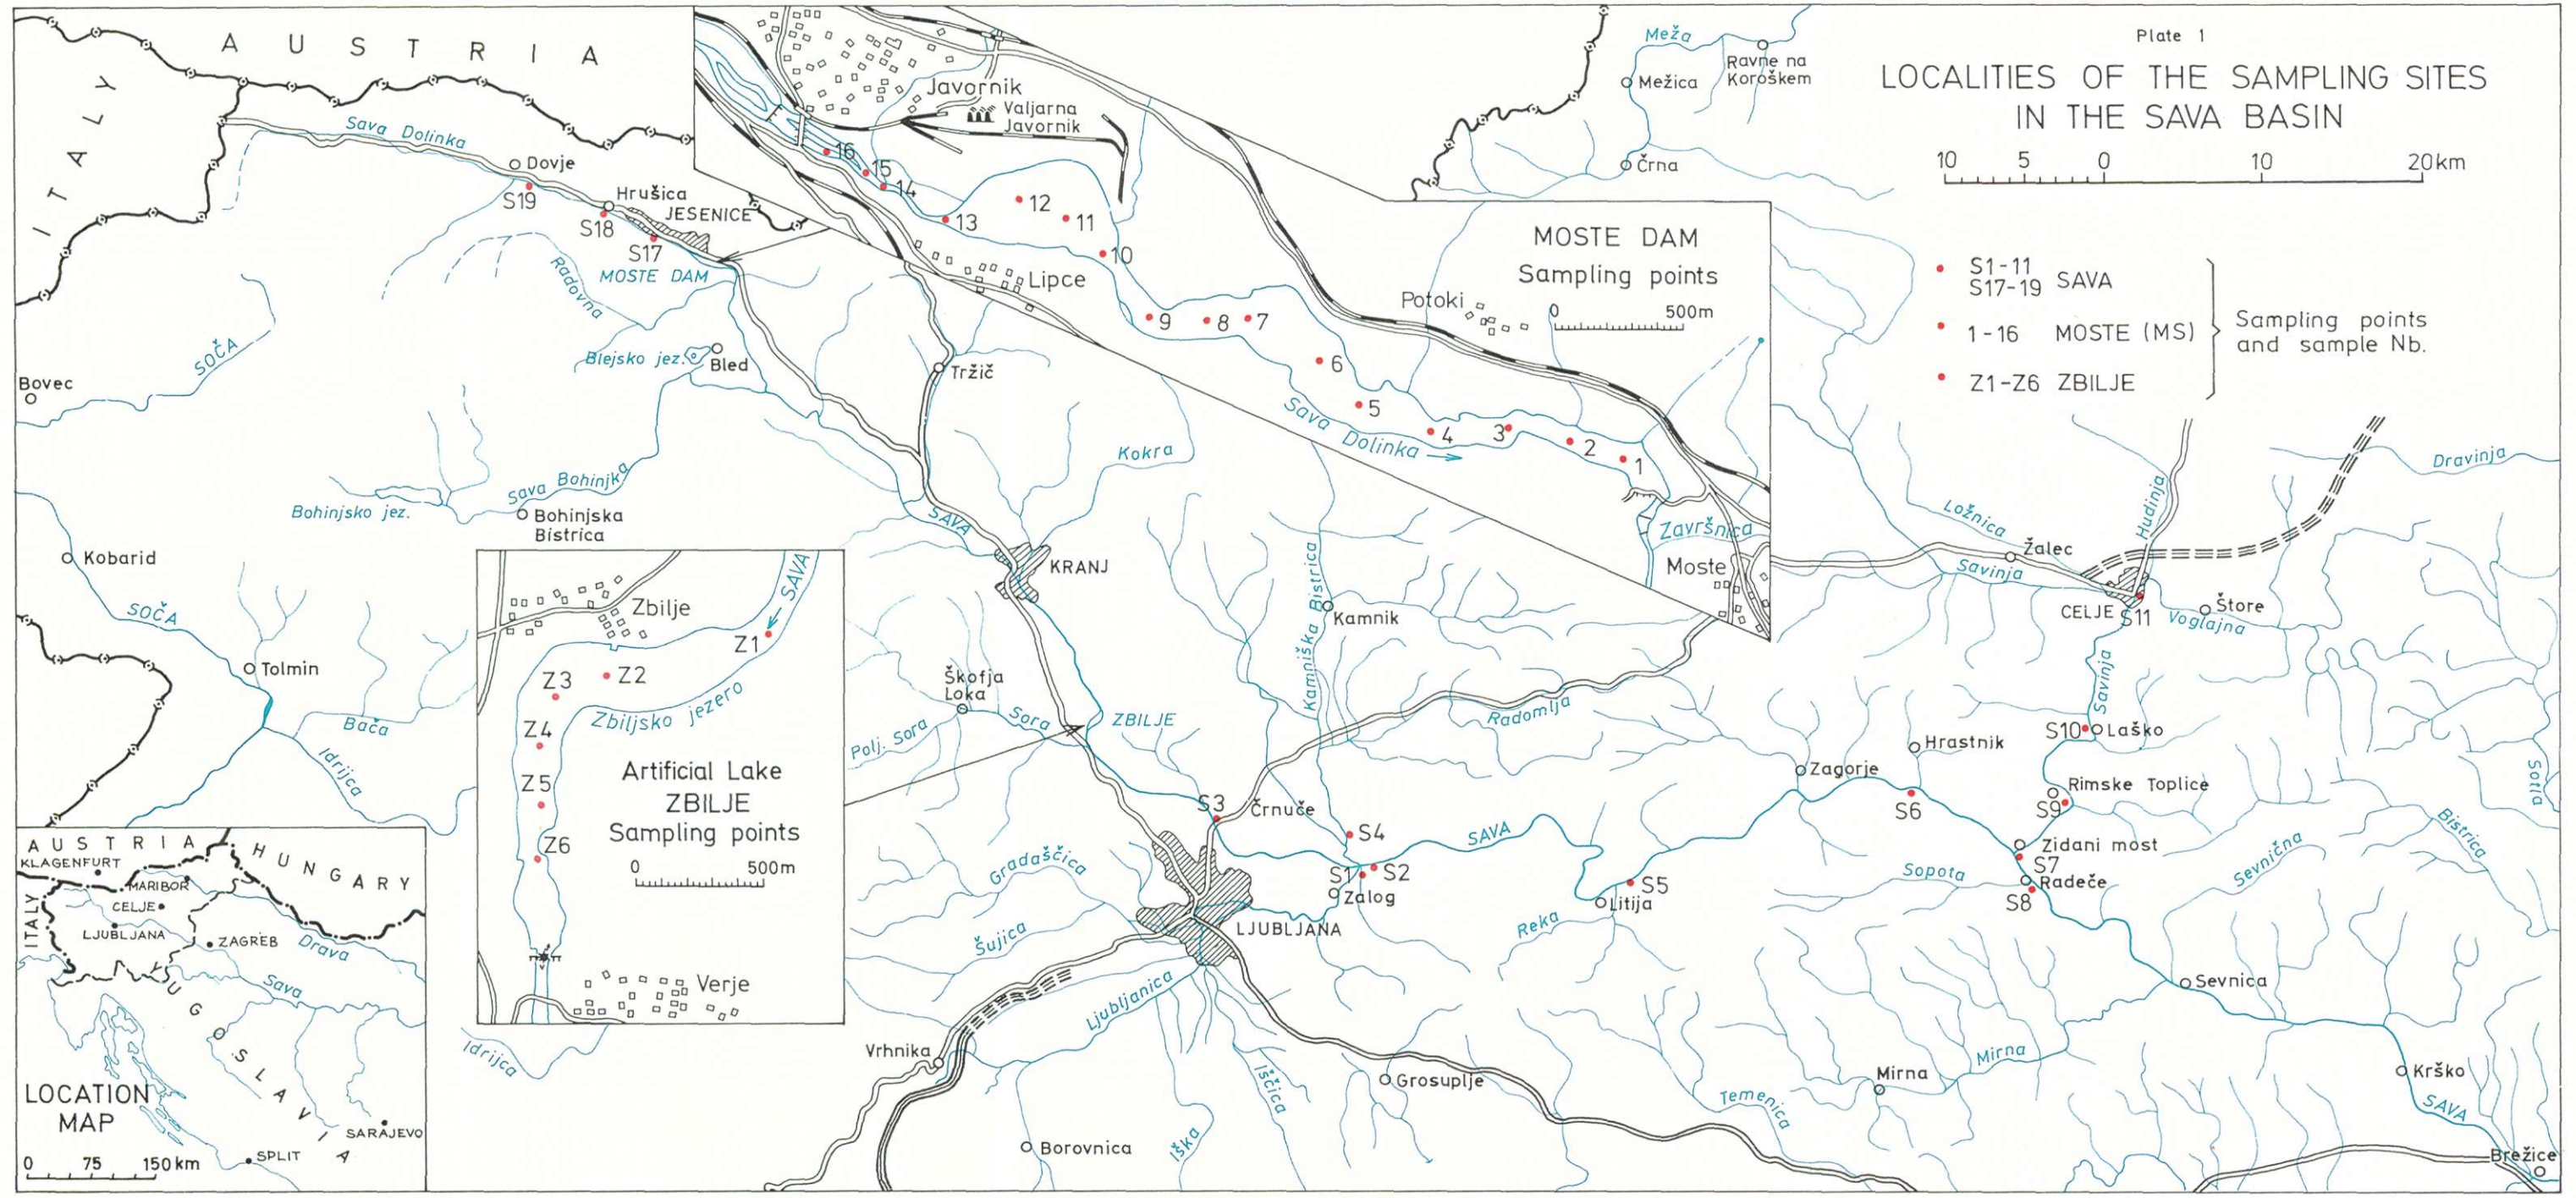 Plate 1
LOCALITIES OF THE SAMPLING SITES
IN THE SAVA BASIN
10 5 0 10 20km
S1-11
S17-19 SAVA
1-16 MOSTE (MS)
Z1-Z6 ZBILJE
Sampling points
and sample Nb.
AUSTRIA
ITALY
Sava Dolinka
Dovje
S19
Hrušica
S18
JESENICE
S17
MOSTE DAM
Radovna
SOČA
Blejsko jez.
Bled
Bovec
Tržič
Kokra
Sava Bohinjka
Bohinjsko jez.
Bohinjska
Bistrica
SAVA
Kobarid
KRANJ
SOČA
Tolmin
Bača
Idrijca
Škofja
Loka
Sora
Polj. Sora
ZBILJE
Kamniška Bistrica
Kamnik
Radomlja
Meža
Ravne na
Koroškem
Mežica
Črna
Dravinja
Ložnica
Hudinja
Žalec
Savinja
CELJE
S11
Štore
Voglajna
Savinja
S10
Laško
Hrastnik
Zagorje
Rimske Toplice
S9
S6
Sotla
Bistrica
Zidani most
S7
Radeče
S8
Sopota
Sevnična
S3
Črnuče
S4
SAVA
S1
S2
Zalog
S5
Litija
Reka
Gradaščica
Šujica
LJUBLJANA
Ljubljanica
Vrhnika
Idrijca
Iščica
Iška
Borovnica
Grosuplje
Temenica
Mirna
Mirna
Sevnica
Krško
SAVA
Brežice
Javornik
Valjarna
Javornik
16
15
14
13
12
11
10
Lipce
9
8
7
6
5
4
3
2
1
Potoki
MOSTE DAM
Sampling points
0 500m
Sava Dolinka
Završnica
Moste
Zbilje
SAVA
Z1
Z2
Z3
Zbiljsko jezero
Z4
Z5
Z6
Artificial Lake
ZBILJE
Sampling points
0 500m
Verje
AUSTRIA
HUNGARY
KLAGENFURT
MARIBOR
ITALY
CELJE
LJUBLJANA
ZAGREB
Drava
Sava
YUGOSLAVIA
LOCATION
MAP
SARAJEVO
SPLIT
0 75 150km